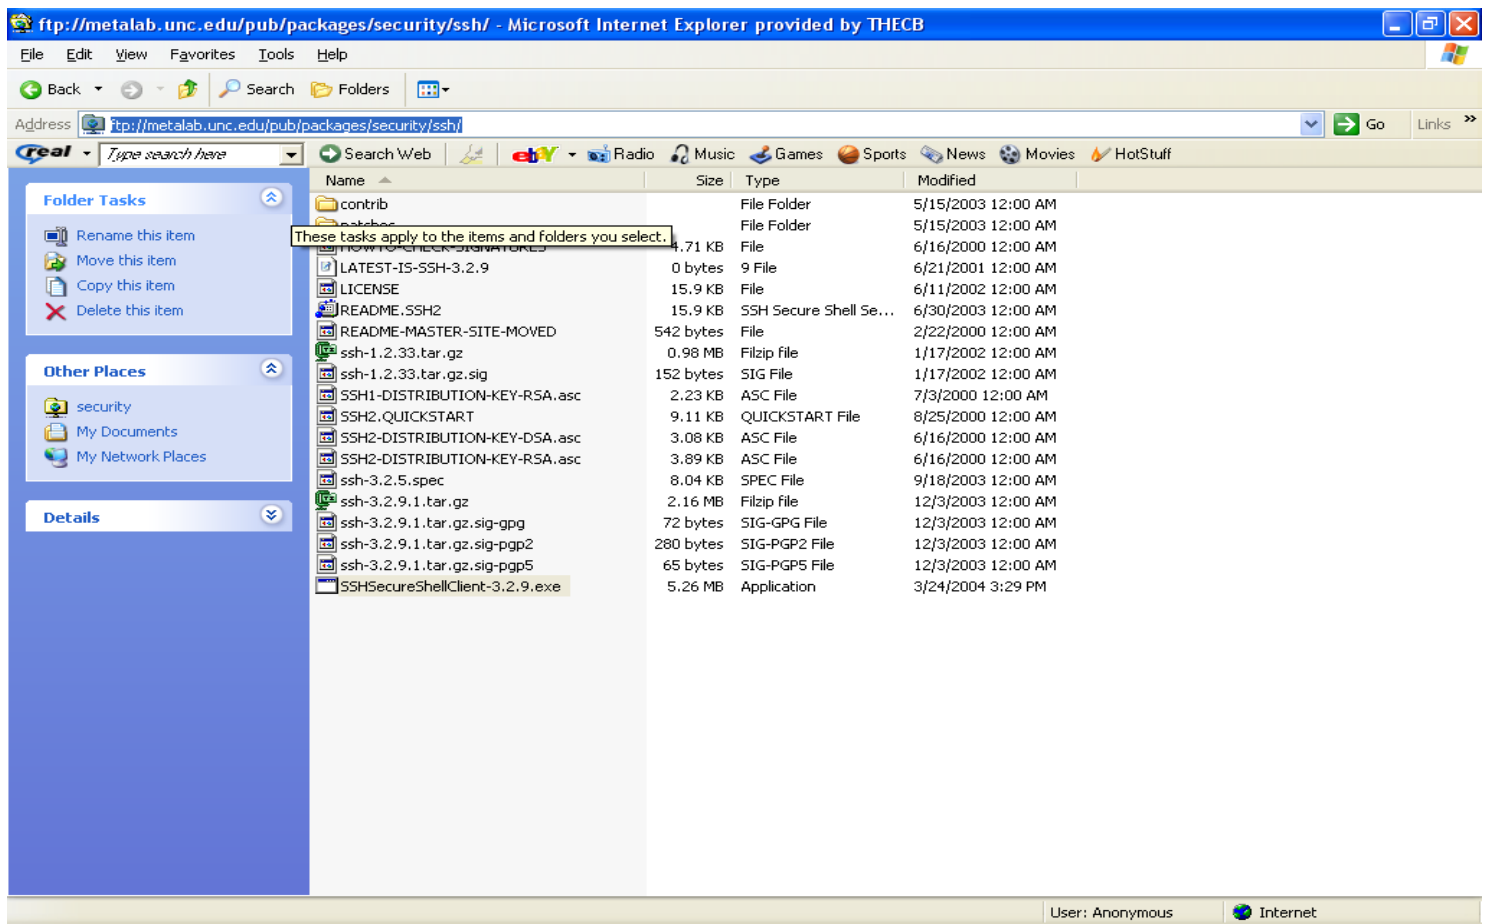 ftp://metalab.unc.edu/pub/packages/security/ssh/ - Microsoft Internet Explorer provided by THECB
File Edit View Favorites Tools Help
Back Search Folders
Address ftp://metalab.unc.edu/pub/packages/security/ssh/ Go Links »
real Type search here Search Web ebY Radio Music Games Sports News Movies HotStuff
Name Size Type Modified
Folder Tasks
Rename this item
Move this item
Copy this item
Delete this item
Other Places
security
My Documents
My Network Places
Details
contrib File Folder 5/15/2003 12:00 AM
patches File Folder 5/15/2003 12:00 AM
These tasks apply to the items and folders you select.
HOWTO-CHECK-SIGNATURES 4.71 KB File 6/16/2000 12:00 AM
LATEST-IS-SSH-3.2.9 0 bytes 9 File 6/21/2001 12:00 AM
LICENSE 15.9 KB File 6/11/2002 12:00 AM
README.SSH2 15.9 KB SSH Secure Shell Se... 6/30/2003 12:00 AM
README-MASTER-SITE-MOVED 542 bytes File 2/22/2000 12:00 AM
ssh-1.2.33.tar.gz 0.98 MB Filzip file 1/17/2002 12:00 AM
ssh-1.2.33.tar.gz.sig 152 bytes SIG File 1/17/2002 12:00 AM
SSH1-DISTRIBUTION-KEY-RSA.asc 2.23 KB ASC File 7/3/2000 12:00 AM
SSH2.QUICKSTART 9.11 KB QUICKSTART File 8/25/2000 12:00 AM
SSH2-DISTRIBUTION-KEY-DSA.asc 3.08 KB ASC File 6/16/2000 12:00 AM
SSH2-DISTRIBUTION-KEY-RSA.asc 3.89 KB ASC File 6/16/2000 12:00 AM
ssh-3.2.5.spec 8.04 KB SPEC File 9/18/2003 12:00 AM
ssh-3.2.9.1.tar.gz 2.16 MB Filzip file 12/3/2003 12:00 AM
ssh-3.2.9.1.tar.gz.sig-gpg 72 bytes SIG-GPG File 12/3/2003 12:00 AM
ssh-3.2.9.1.tar.gz.sig-pgp2 280 bytes SIG-PGP2 File 12/3/2003 12:00 AM
ssh-3.2.9.1.tar.gz.sig-pgp5 65 bytes SIG-PGP5 File 12/3/2003 12:00 AM
SSHSecureShellClient-3.2.9.exe 5.26 MB Application 3/24/2004 3:29 PM
User: Anonymous Internet